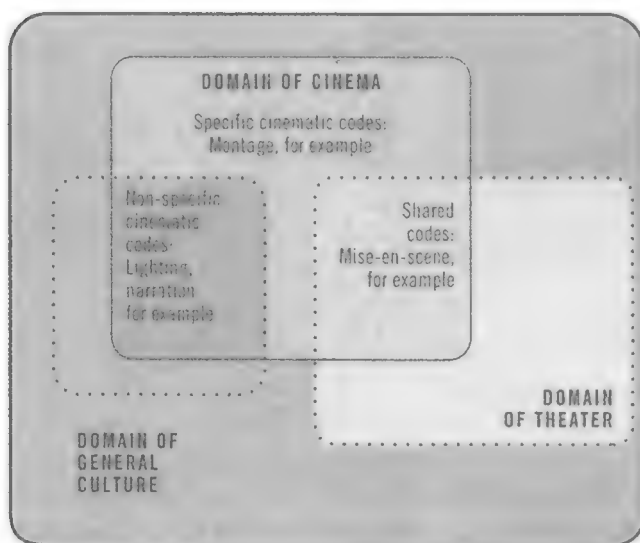 DOMAIN OF CINEMA
Specific cinematic codes:
Montage, for example
Non-specific
cinematic
codes:
Lighting,
narration
for example
Shared
codes:
Mise-en-scene,
for example
DOMAIN
OF THEATER
DOMAIN OF
GENERAL
CULTURE